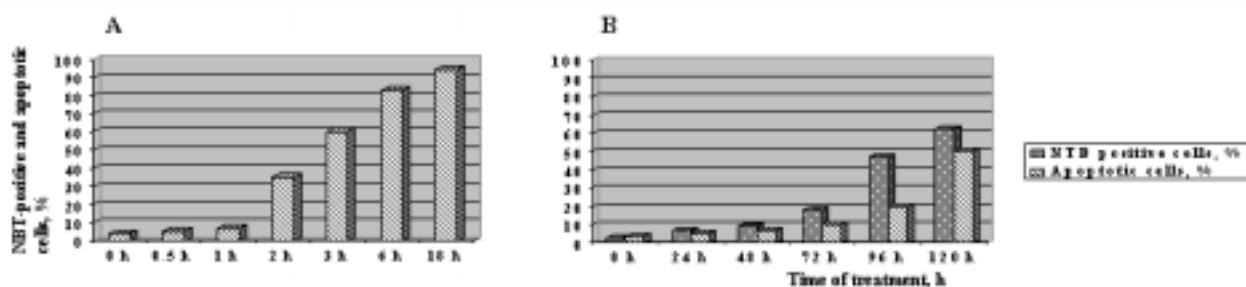 A
B
NBT-positive and apoptotic
cells, %
100
90
80
70
60
50
40
30
20
10
0
0 h 0.5 h 1 h 2 h 3 h 6 h 18 h
100
90
80
70
60
50
40
30
20
10
0
0 h 24 h 48 h 72 h 96 h 120 h
Time of treatment, h
NTB positive cells, %
Apoptotic cells, %